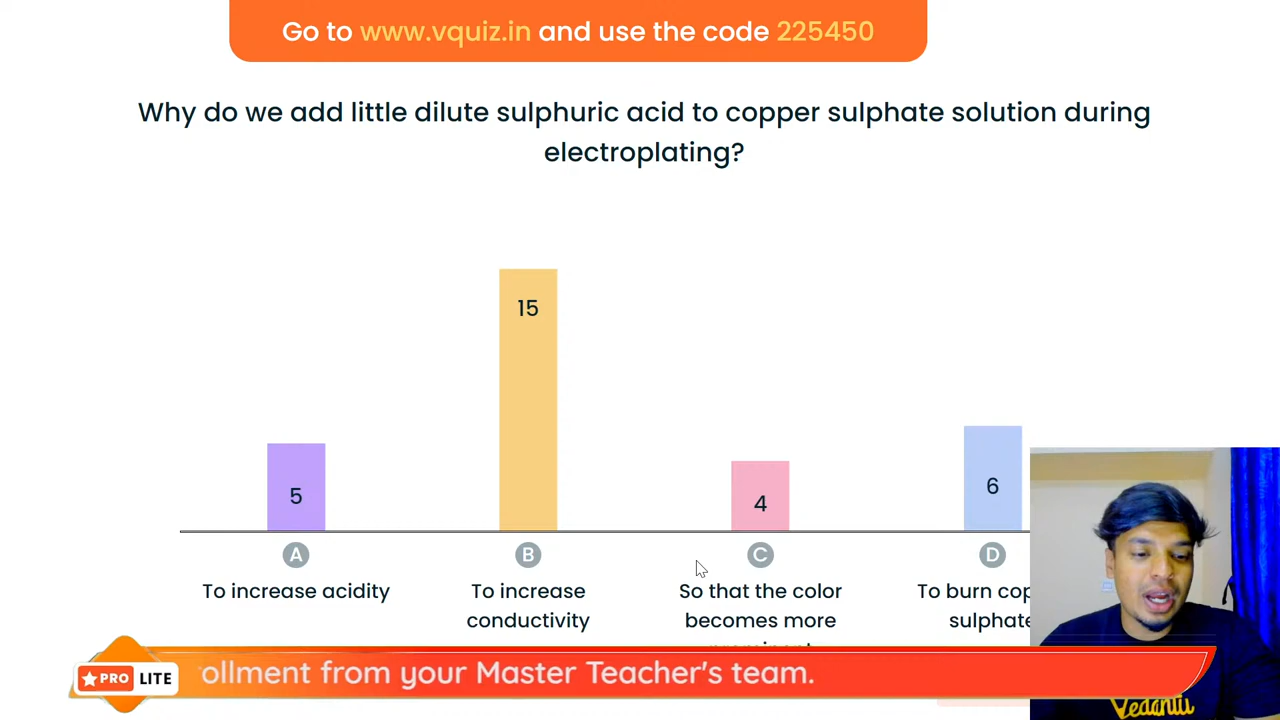 Go to www.vquiz.in and use the code 225450
Why do we add little dilute sulphuric acid to copper sulphate solution during
electroplating?
5
15
4
6
A
B
C
D
To increase acidity
To increase
conductivity
So that the color
becomes more
To burn
sulphate
PRO LITE
ollment from your Master Teacher's team.
Vedantu